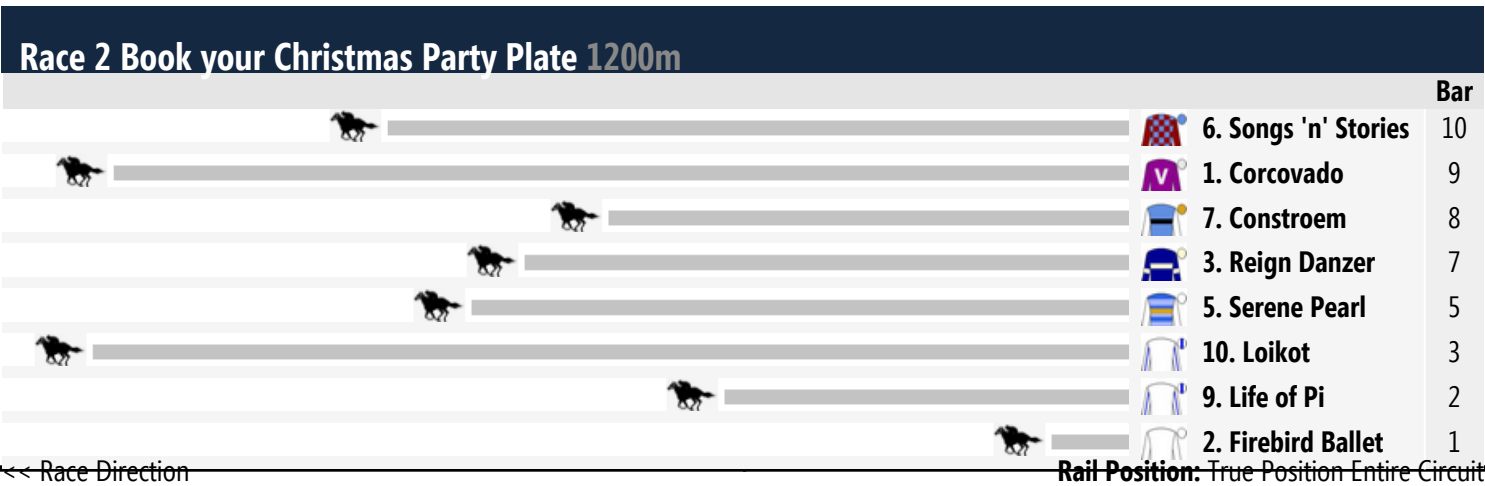 Race 2 Book your Christmas Party Plate 1200m
Bar
6. Songs 'n' Stories 10
V 1. Corcovado 9
7. Constroem 8
3. Reign Danzer 7
5. Serene Pearl 5
10. Loikot 3
9. Life of Pi 2
2. Firebird Ballet 1
<< Race Direction Rail Position: True Position Entire Circuit